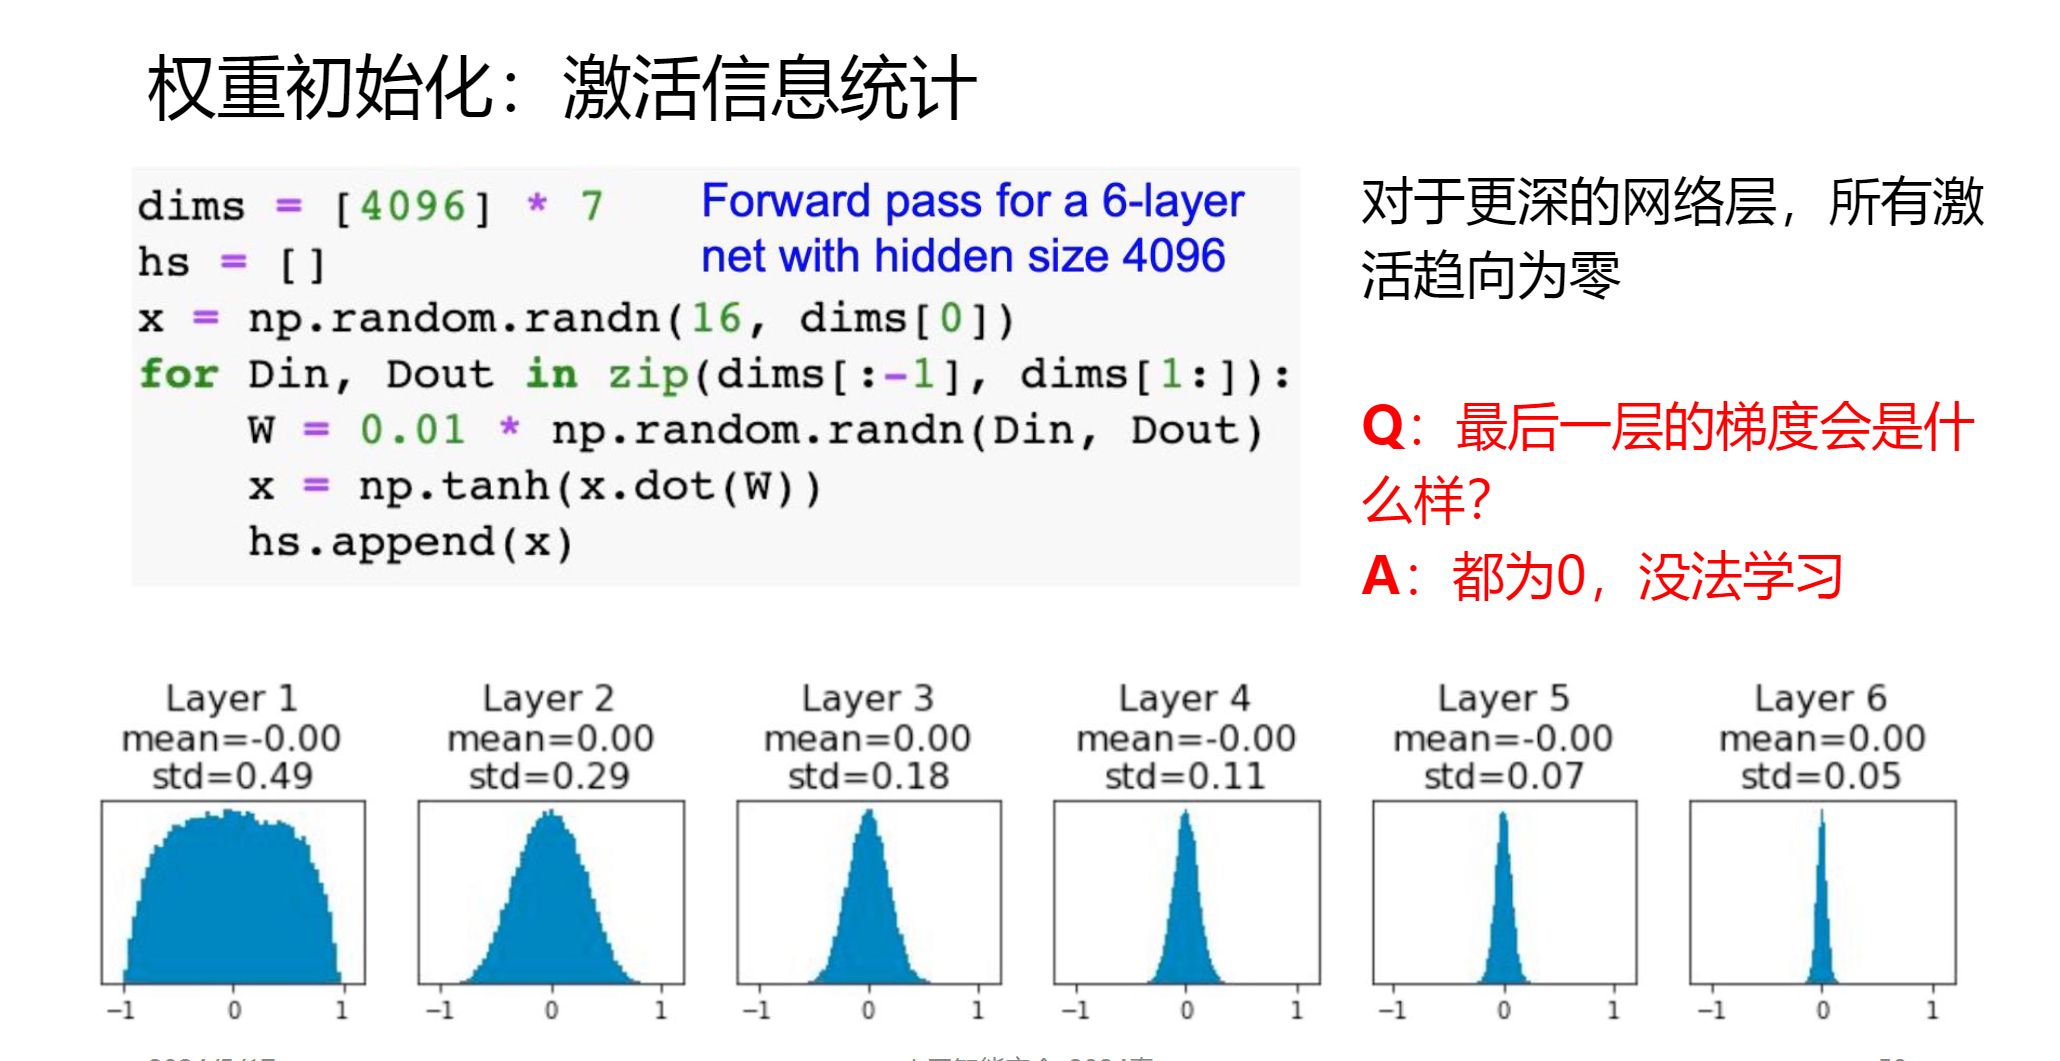 权重初始化：激活信息统计
dims = [4096] * 7
hs = []
x = np.random.randn(16, dims[0])
for Din, Dout in zip(dims[:-1], dims[1:]):
    W = 0.01 * np.random.randn(Din, Dout)
    x = np.tanh(x.dot(W))
    hs.append(x)
Forward pass for a 6-layer
net with hidden size 4096
对于更深的网络层，所有激
活趋向为零
Q：最后一层的梯度会是什
么样？
A：都为0，没法学习
Layer 1
mean=-0.00
std=0.49
−1 0 1
Layer 2
mean=0.00
std=0.29
−1 0 1
Layer 3
mean=0.00
std=0.18
−1 0 1
Layer 4
mean=-0.00
std=0.11
−1 0 1
Layer 5
mean=-0.00
std=0.07
−1 0 1
Layer 6
mean=0.00
std=0.05
−1 0 1